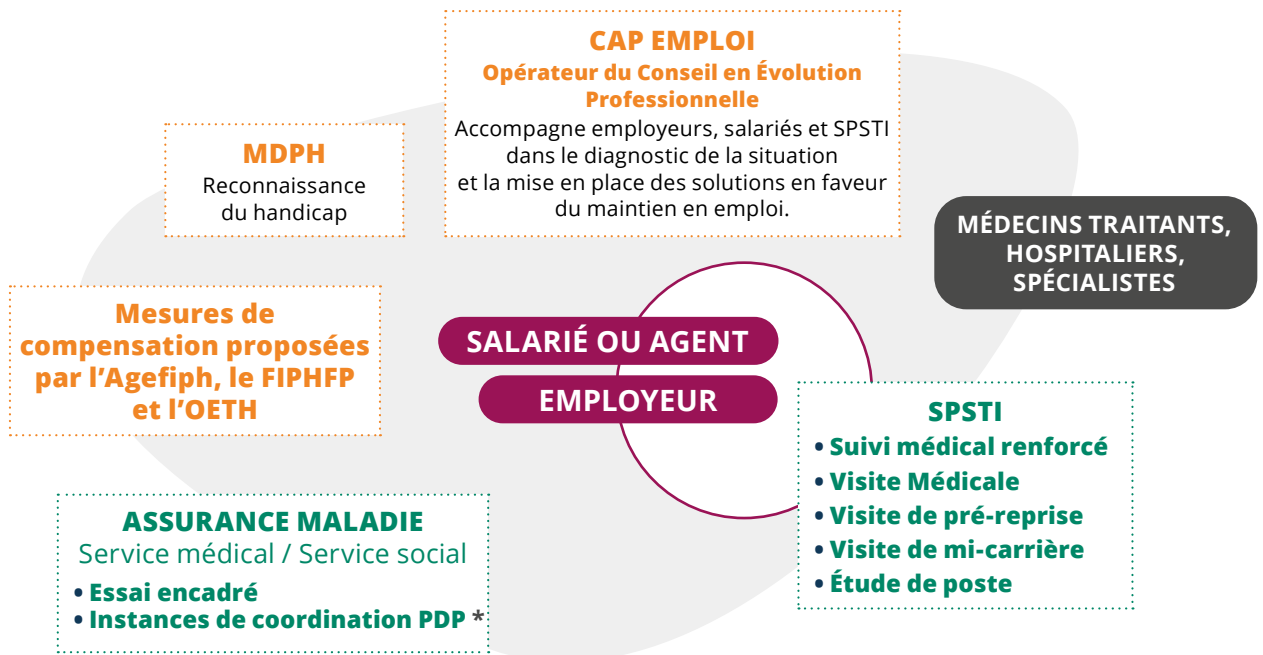 CAP EMPLOI
Opérateur du Conseil en Évolution
Professionnelle
Accompagne employeurs, salariés et SPSTI
dans le diagnostic de la situation
et la mise en place des solutions en faveur
du maintien en emploi.
MDPH
Reconnaissance
du handicap
MÉDECINS TRAITANTS,
HOSPITALIERS,
SPÉCIALISTES
Mesures de
compensation proposées
par l’Agefiph, le FIPHFP
et l’OETH
SALARIÉ OU AGENT
EMPLOYEUR
SPSTI
• Suivi médical renforcé
• Visite Médicale
• Visite de pré-reprise
• Visite de mi-carrière
• Étude de poste
ASSURANCE MALADIE
Service médical / Service social
• Essai encadré
• Instances de coordination PDP *